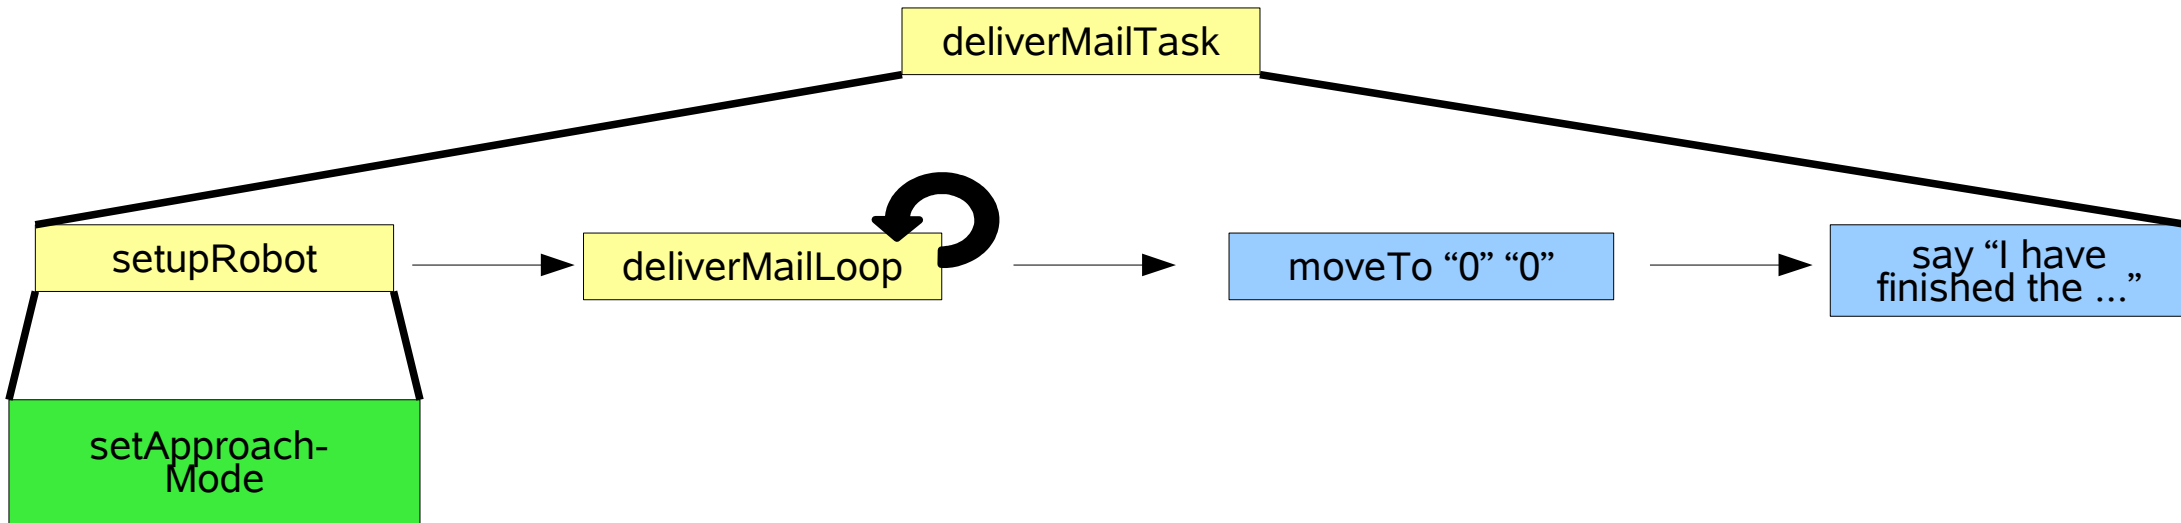 deliverMailTask
setupRobot
deliverMailLoop
moveTo “0” “0”
say “I have
finished the ...”
setApproach-
Mode